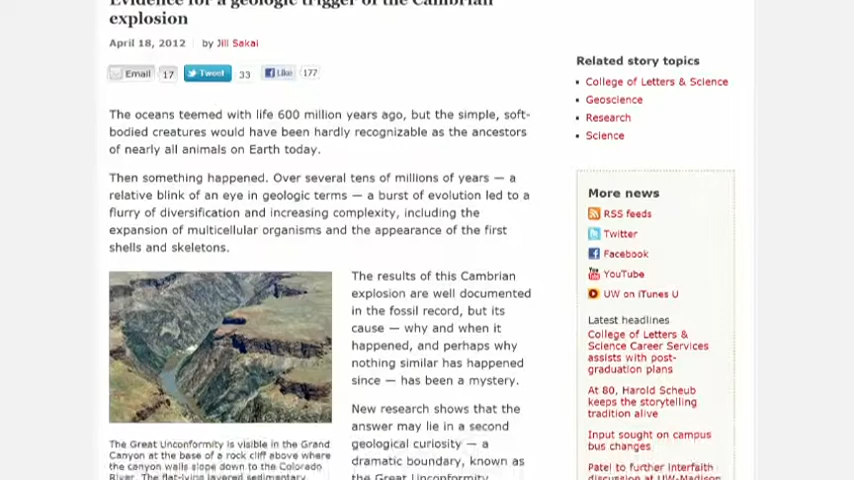 Evidence for a geologic trigger of the Cambrian
explosion
April 18, 2012 by Jill Sakai
Email 17 Tweet 33 Like 177
The oceans teemed with life 600 million years ago, but the simple, soft-
bodied creatures would have been hardly recognizable as the ancestors
of nearly all animals on Earth today.
Then something happened. Over several tens of millions of years — a
relative blink of an eye in geologic terms — a burst of evolution led to a
flurry of diversification and increasing complexity, including the
expansion of multicellular organisms and the appearance of the first
shells and skeletons.
The results of this Cambrian
explosion are well documented
in the fossil record, but its
cause — why and when it
happened, and perhaps why
nothing similar has happened
since — has been a mystery.
New research shows that the
answer may lie in a second
geological curiosity — a
dramatic boundary, known as
the Great Unconformity
The Great Unconformity is visible in the Grand
Canyon at the base of a rock cliff above where
the canyon walls slope down to the Colorado
River. The flat-lying layered sedimentary
Related story topics
• College of Letters & Science
• Geoscience
• Research
• Science
More news
RSS feeds
Twitter
Facebook
You Tube YouTube
UW on iTunes U
Latest headlines
College of Letters &
Science Career Services
assists with post-
graduation plans
At 80, Harold Scheub
keeps the storytelling
tradition alive
Input sought on campus
bus changes
Patel to further interfaith
discussion at UW-Madison